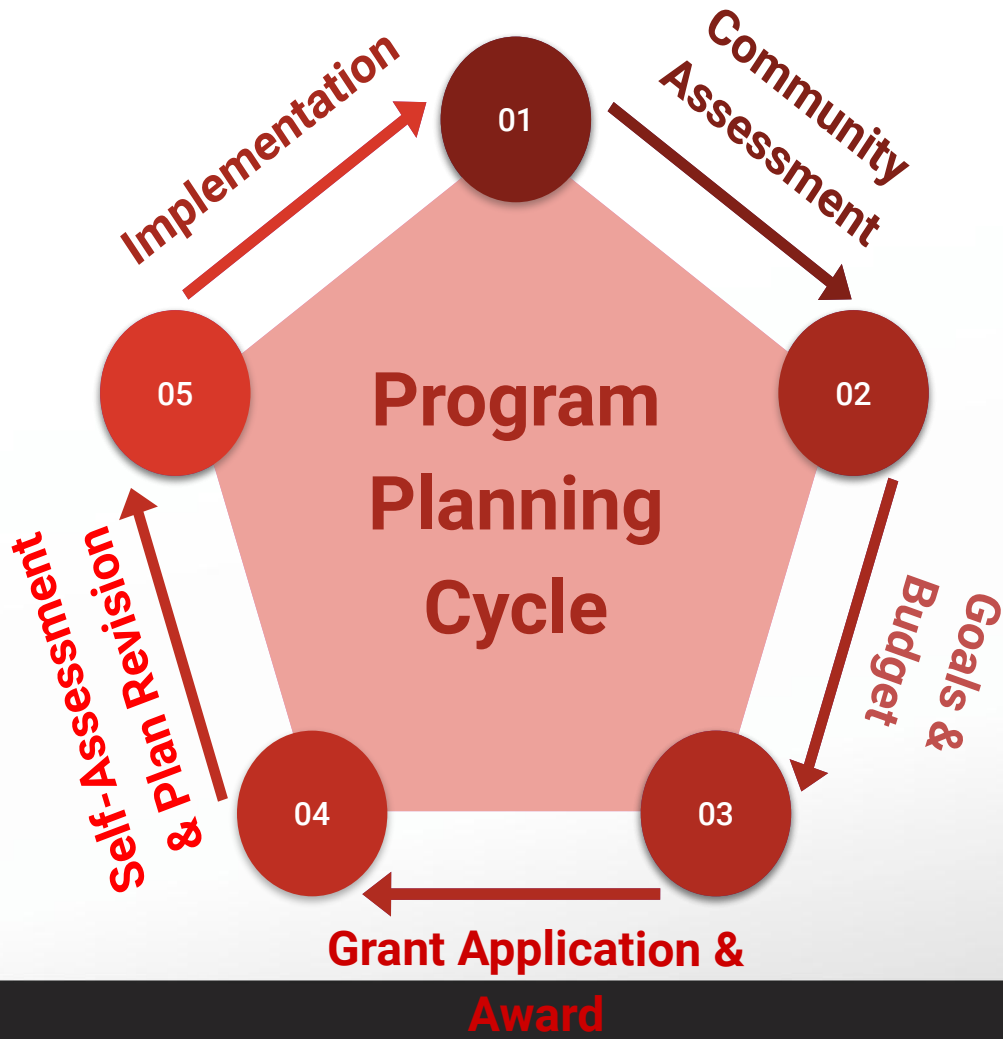 01
Community
Assessment
02
Goals &
Budget
03
Grant Application &
Award
04
Self-Assessment
& Plan Revision
05
Implementation
Program
Planning
Cycle